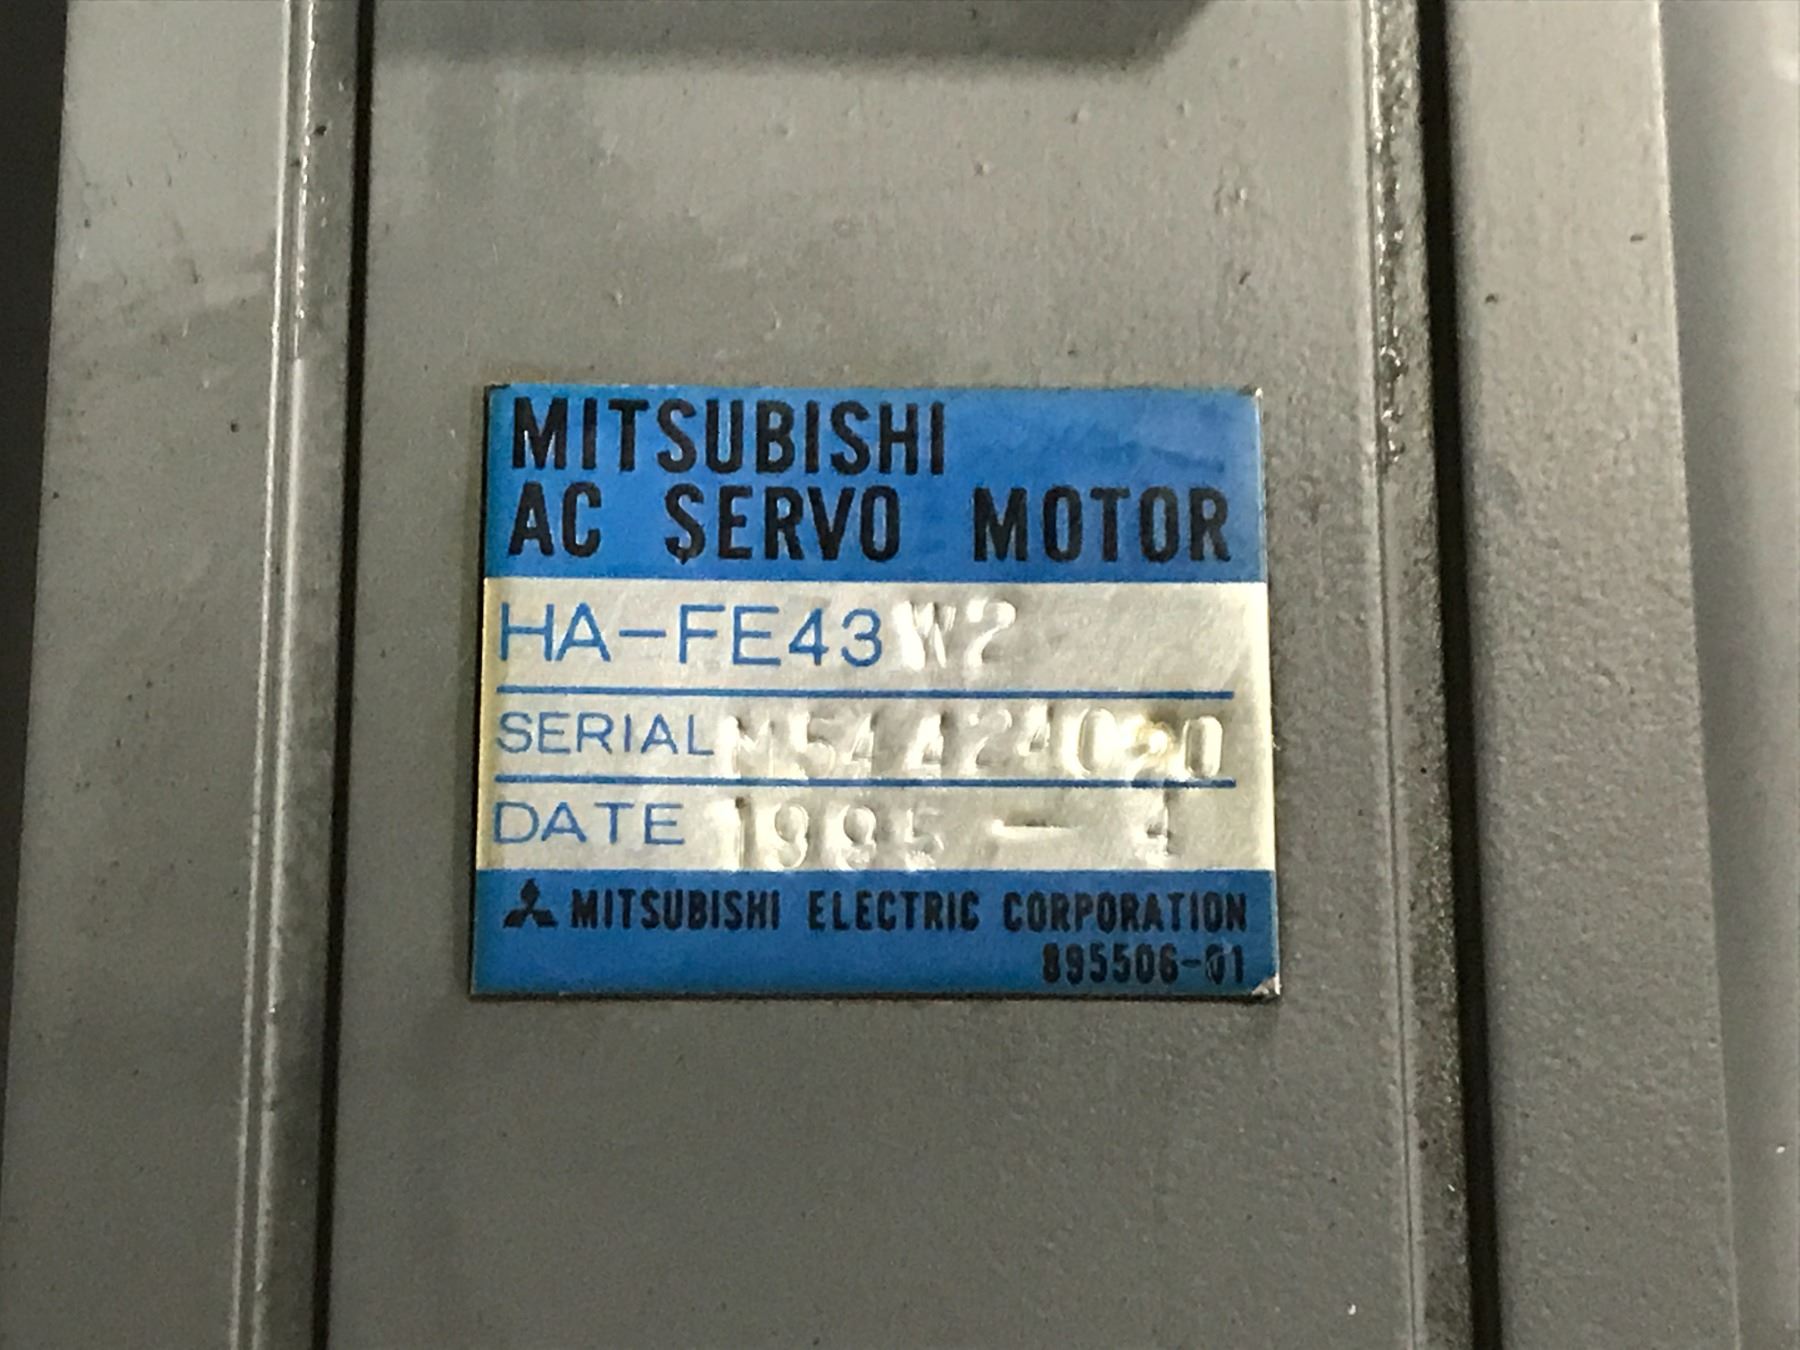 MITSUBISHI
AC SERVO MOTOR
HA-FE43W2
SERIAL
DATE 1995-4
MITSUBISHI ELECTRIC CORPORATION
895506-01